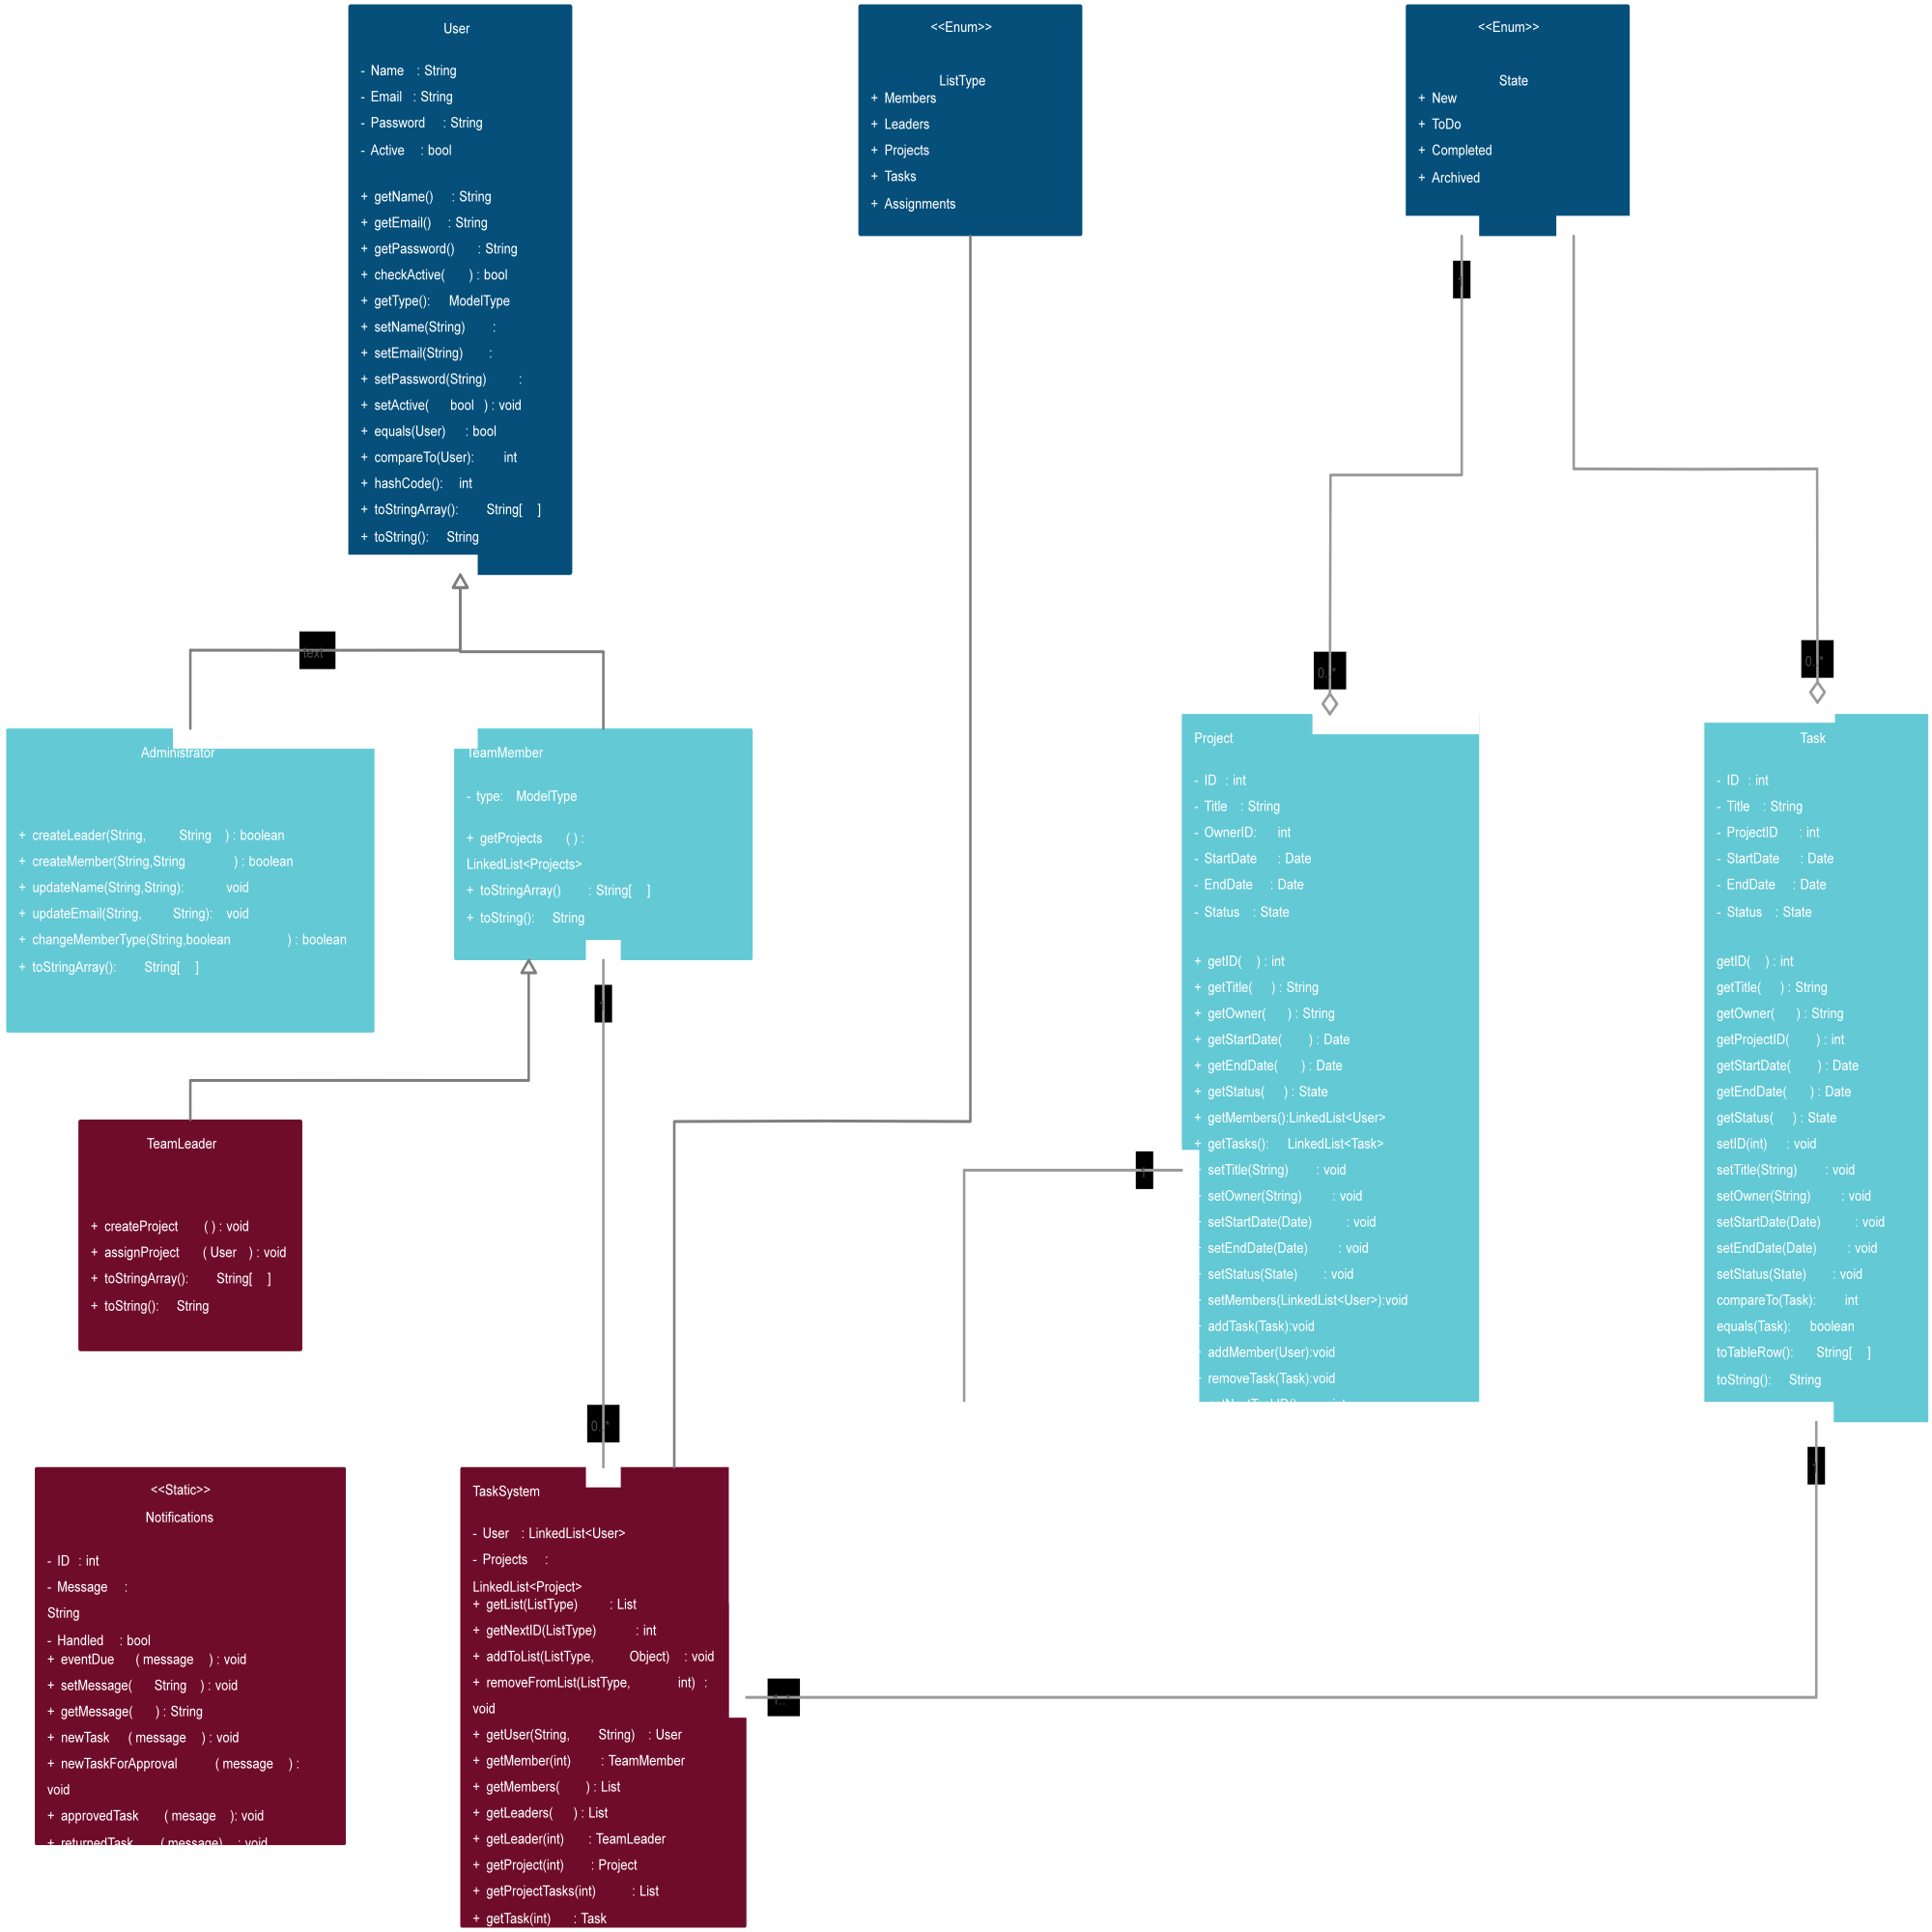 User
- Name : String
- Email : String
- Password : String
- Active : bool
+ getName() : String
+ getEmail() : String
+ getPassword() : String
+ checkActive( ) : bool
+ getType(): ModelType
+ setName(String) :
+ setEmail(String) :
+ setPassword(String) :
+ setActive( bool ) : void
+ equals(User) : bool
+ compareTo(User): int
+ hashCode(): int
+ toStringArray(): String[ ]
+ toString(): String
<<Enum>>
ListType
+ Members
+ Leaders
+ Projects
+ Tasks
+ Assignments
<<Enum>>
State
+ New
+ ToDo
+ Completed
+ Archived
text
0..*
0..*
Administrator
+ createLeader(String, String ) : boolean
+ createMember(String,String ) : boolean
+ updateName(String,String): void
+ updateEmail(String, String): void
+ changeMemberType(String,boolean ) : boolean
+ toStringArray(): String[ ]
TeamMember
- type: ModelType
+ getProjects ( ) :
LinkedList<Projects>
+ toStringArray() : String[ ]
+ toString(): String
Project
- ID : int
- Title : String
- OwnerID: int
- StartDate : Date
- EndDate : Date
- Status : State
+ getID( ) : int
+ getTitle( ) : String
+ getOwner( ) : String
+ getStartDate( ) : Date
+ getEndDate( ) : Date
+ getStatus( ) : State
+ getMembers():LinkedList<User>
+ getTasks(): LinkedList<Task>
setTitle(String) : void
setOwner(String) : void
setStartDate(Date) : void
setEndDate(Date) : void
setStatus(State) : void
setMembers(LinkedList<User>):void
addTask(Task):void
addMember(User):void
removeTask(Task):void
Task
- ID : int
- Title : String
- ProjectID : int
- StartDate : Date
- EndDate : Date
- Status : State
getID( ) : int
getTitle( ) : String
getOwner( ) : String
getProjectID( ) : int
getStartDate( ) : Date
getEndDate( ) : Date
getStatus( ) : State
setID(int) : void
setTitle(String) : void
setOwner(String) : void
setStartDate(Date) : void
setEndDate(Date) : void
setStatus(State) : void
compareTo(Task): int
equals(Task): boolean
toTableRow(): String[ ]
toString(): String
TeamLeader
+ createProject ( ) : void
+ assignProject ( User ) : void
+ toStringArray(): String[ ]
+ toString(): String
0..*
<<Static>>
Notifications
- ID : int
- Message :
String
- Handled : bool
+ eventDue ( message ) : void
+ setMessage( String ) : void
+ getMessage( ) : String
+ newTask ( message ) : void
+ newTaskForApproval ( message ) :
void
+ approvedTask ( mesage ): void
+ returnedTask ( message) : void
TaskSystem
- User : LinkedList<User>
- Projects :
LinkedList<Project>
+ getList(ListType) : List
+ getNextID(ListType) : int
+ addToList(ListType, Object) : void
+ removeFromList(ListType, int) :
void
+ getUser(String, String) : User
+ getMember(int) : TeamMember
+ getMembers( ) : List
+ getLeaders( ) : List
+ getLeader(int) : TeamLeader
+ getProject(int) : Project
+ getProjectTasks(int) : List
+ getTask(int) : Task
1..*